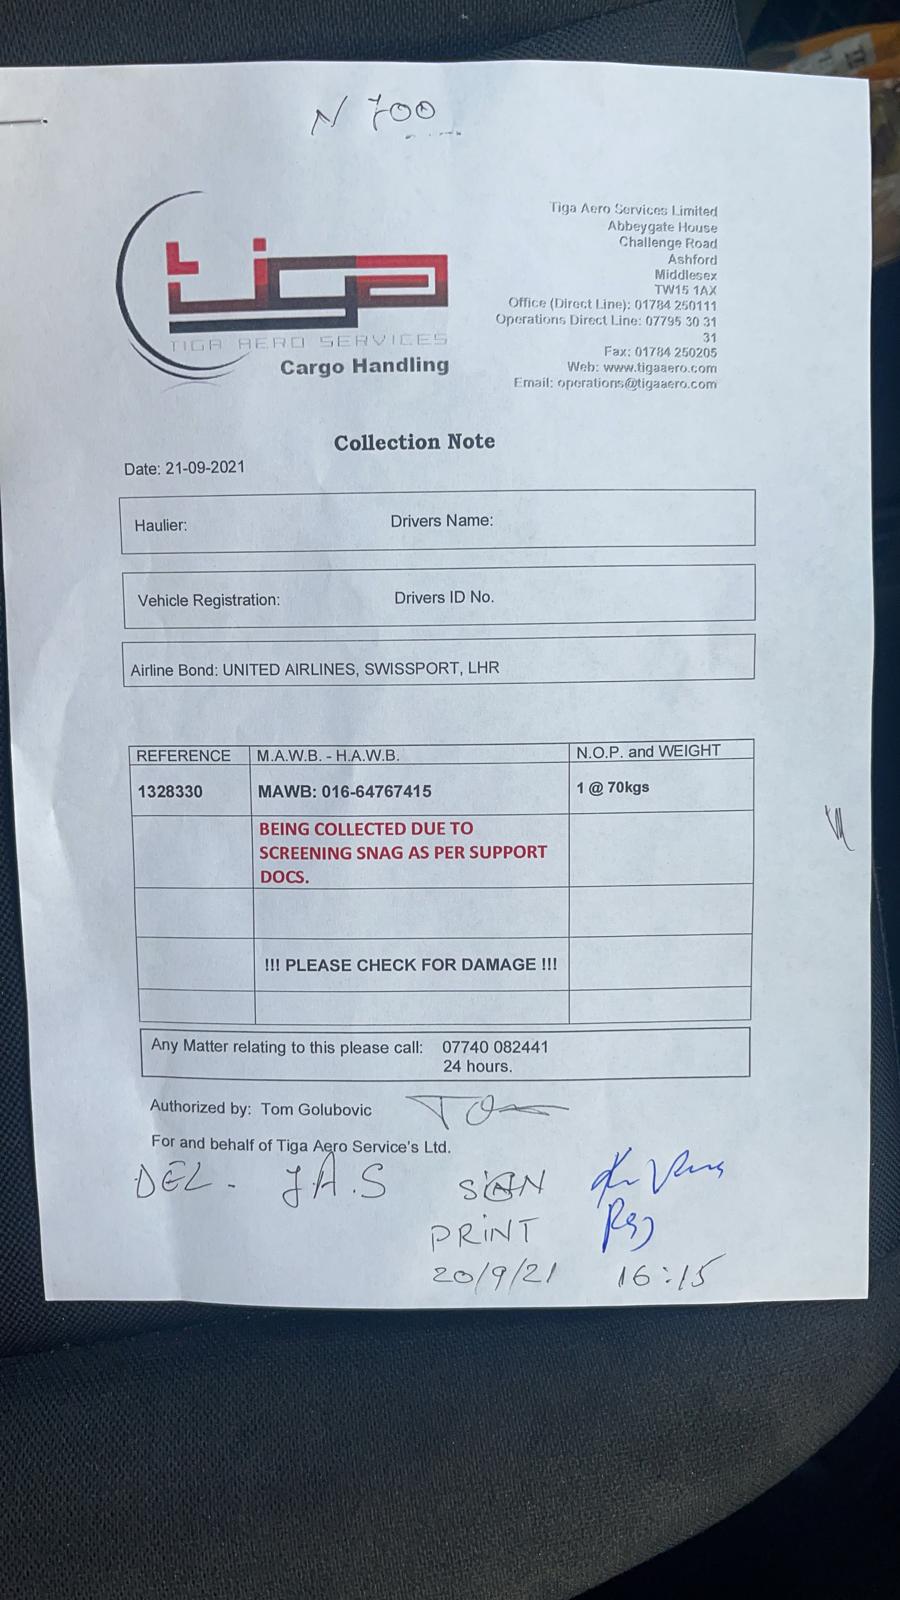 N 700
tiga
TIGA AERO SERVICES
Cargo Handling
Tiga Aero Services Limited
Abbeygate House
Challenge Road
Ashford
Middlesex
TW15 1AX
Office (Direct Line): 01784 250111
Operations Direct Line: 07795 30 31
31
Fax: 01784 250205
Web: www.tigaaero.com
Email: operations@tigaaero.com
Collection Note
Date: 21-09-2021
Haulier: Drivers Name:
Vehicle Registration: Drivers ID No.
Airline Bond: UNITED AIRLINES, SWISSPORT, LHR
REFERENCE M.A.W.B. - H.A.W.B. N.O.P. and WEIGHT
1328330 MAWB: 016-64767415 1 @ 70kgs
BEING COLLECTED DUE TO
SCREENING SNAG AS PER SUPPORT
DOCS.
!!! PLEASE CHECK FOR DAMAGE !!!
Any Matter relating to this please call: 07740 082441
24 hours.
Authorized by: Tom Golubovic
For and behalf of Tiga Aero Service's Ltd.
DEL. J.A.S SIGN
PRINT
20/9/21 16:15